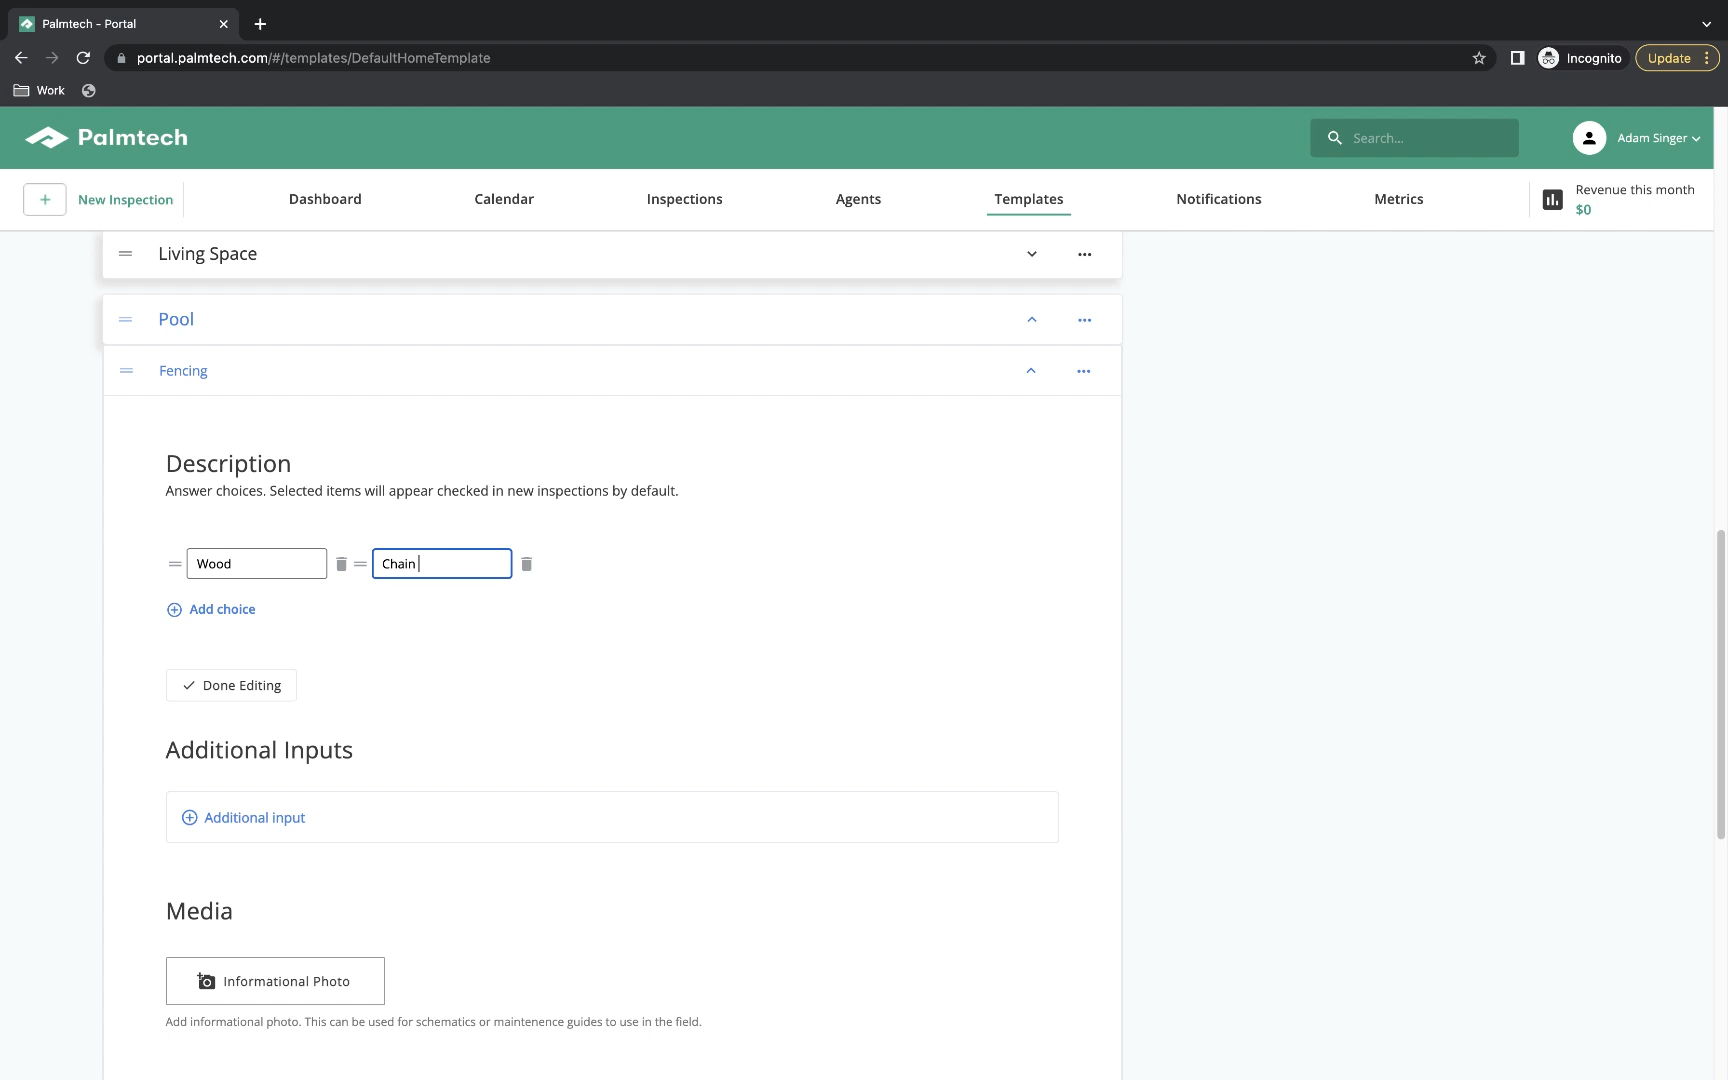 Palmtech - Portal
portal.palmtech.com/#/templates/DefaultHomeTemplate
Incognito
Update
Work
Palmtech
Search...
Adam Singer
+ New Inspection
Dashboard
Calendar
Inspections
Agents
Templates
Notifications
Metrics
Revenue this month
$0
Living Space
Pool
Fencing
Description
Answer choices. Selected items will appear checked in new inspections by default.
Wood
Chain
Add choice
Done Editing
Additional Inputs
Additional input
Media
Informational Photo
Add informational photo. This can be used for schematics or maintenence guides to use in the field.